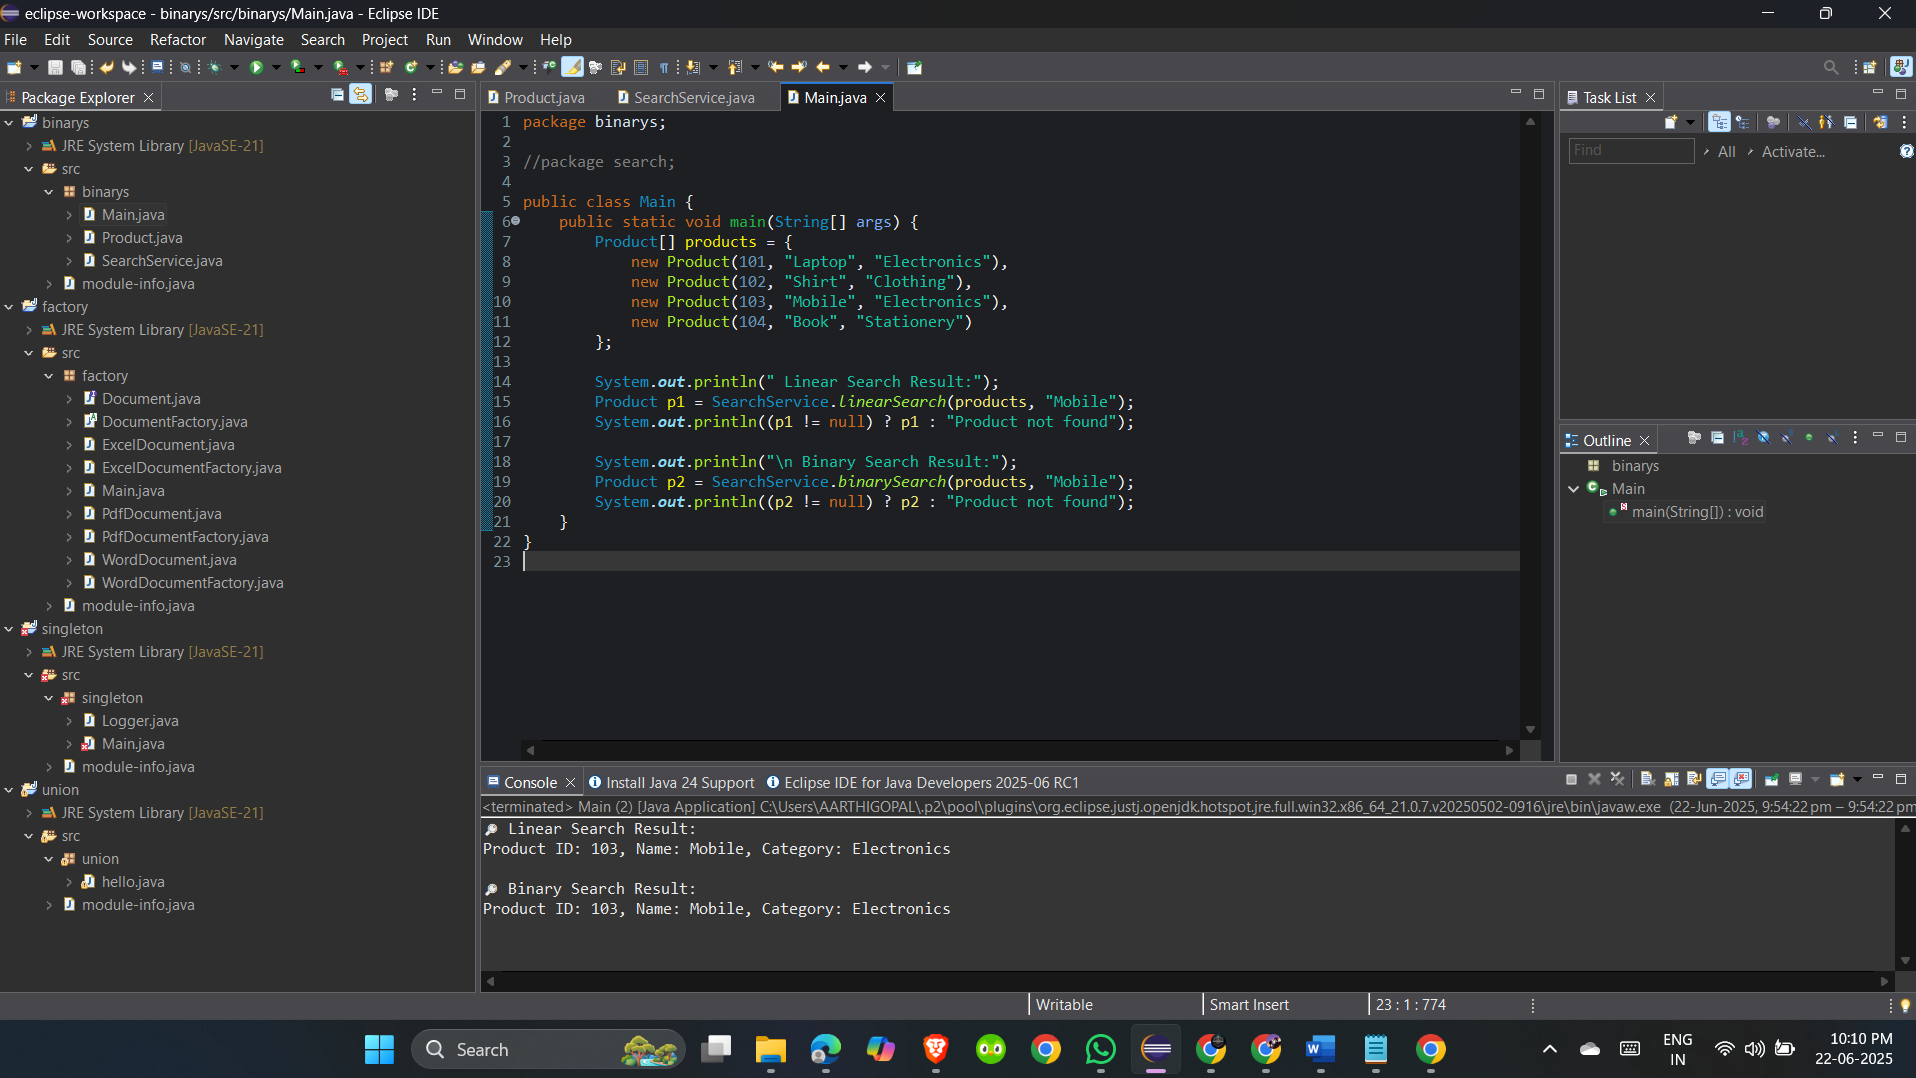 eclipse-workspace - binarys/src/binarys/Main.java - Eclipse IDE
File Edit Source Refactor Navigate Search Project Run Window Help
Package Explorer
binarys
JRE System Library [JavaSE-21]
src
binarys
Main.java
Product.java
SearchService.java
module-info.java
factory
JRE System Library [JavaSE-21]
src
factory
Document.java
DocumentFactory.java
ExcelDocument.java
ExcelDocumentFactory.java
Main.java
PdfDocument.java
PdfDocumentFactory.java
WordDocument.java
WordDocumentFactory.java
module-info.java
singleton
JRE System Library [JavaSE-21]
src
singleton
Logger.java
Main.java
module-info.java
union
JRE System Library [JavaSE-21]
src
union
hello.java
module-info.java
Product.java SearchService.java Main.java
1 package binarys;
2
3 //package search;
4
5 public class Main {
6 public static void main(String[] args) {
7 Product[] products = {
8 new Product(101, "Laptop", "Electronics"),
9 new Product(102, "Shirt", "Clothing"),
10 new Product(103, "Mobile", "Electronics"),
11 new Product(104, "Book", "Stationery")
12 };
13
14 System.out.println(" Linear Search Result:");
15 Product p1 = SearchService.linearSearch(products, "Mobile");
16 System.out.println((p1 != null) ? p1 : "Product not found");
17
18 System.out.println("\n Binary Search Result:");
19 Product p2 = SearchService.binarySearch(products, "Mobile");
20 System.out.println((p2 != null) ? p2 : "Product not found");
21 }
22 }
23
Task List
Find All Activate...
Outline
binarys
Main
main(String[]) : void
Console Install Java 24 Support Eclipse IDE for Java Developers 2025-06 RC1
<terminated> Main (2) [Java Application] C:\Users\AARTHIGOPAL\.p2\pool\plugins\org.eclipse.justj.openjdk.hotspot.jre.full.win32.x86_64_21.0.7.v20250502-0916\jre\bin\javaw.exe (22-Jun-2025, 9:54:22 pm – 9:54:22 pm
Linear Search Result:
Product ID: 103, Name: Mobile, Category: Electronics
Binary Search Result:
Product ID: 103, Name: Mobile, Category: Electronics
Writable Smart Insert 23 : 1 : 774
Search
ENG
IN
10:10 PM
22-06-2025